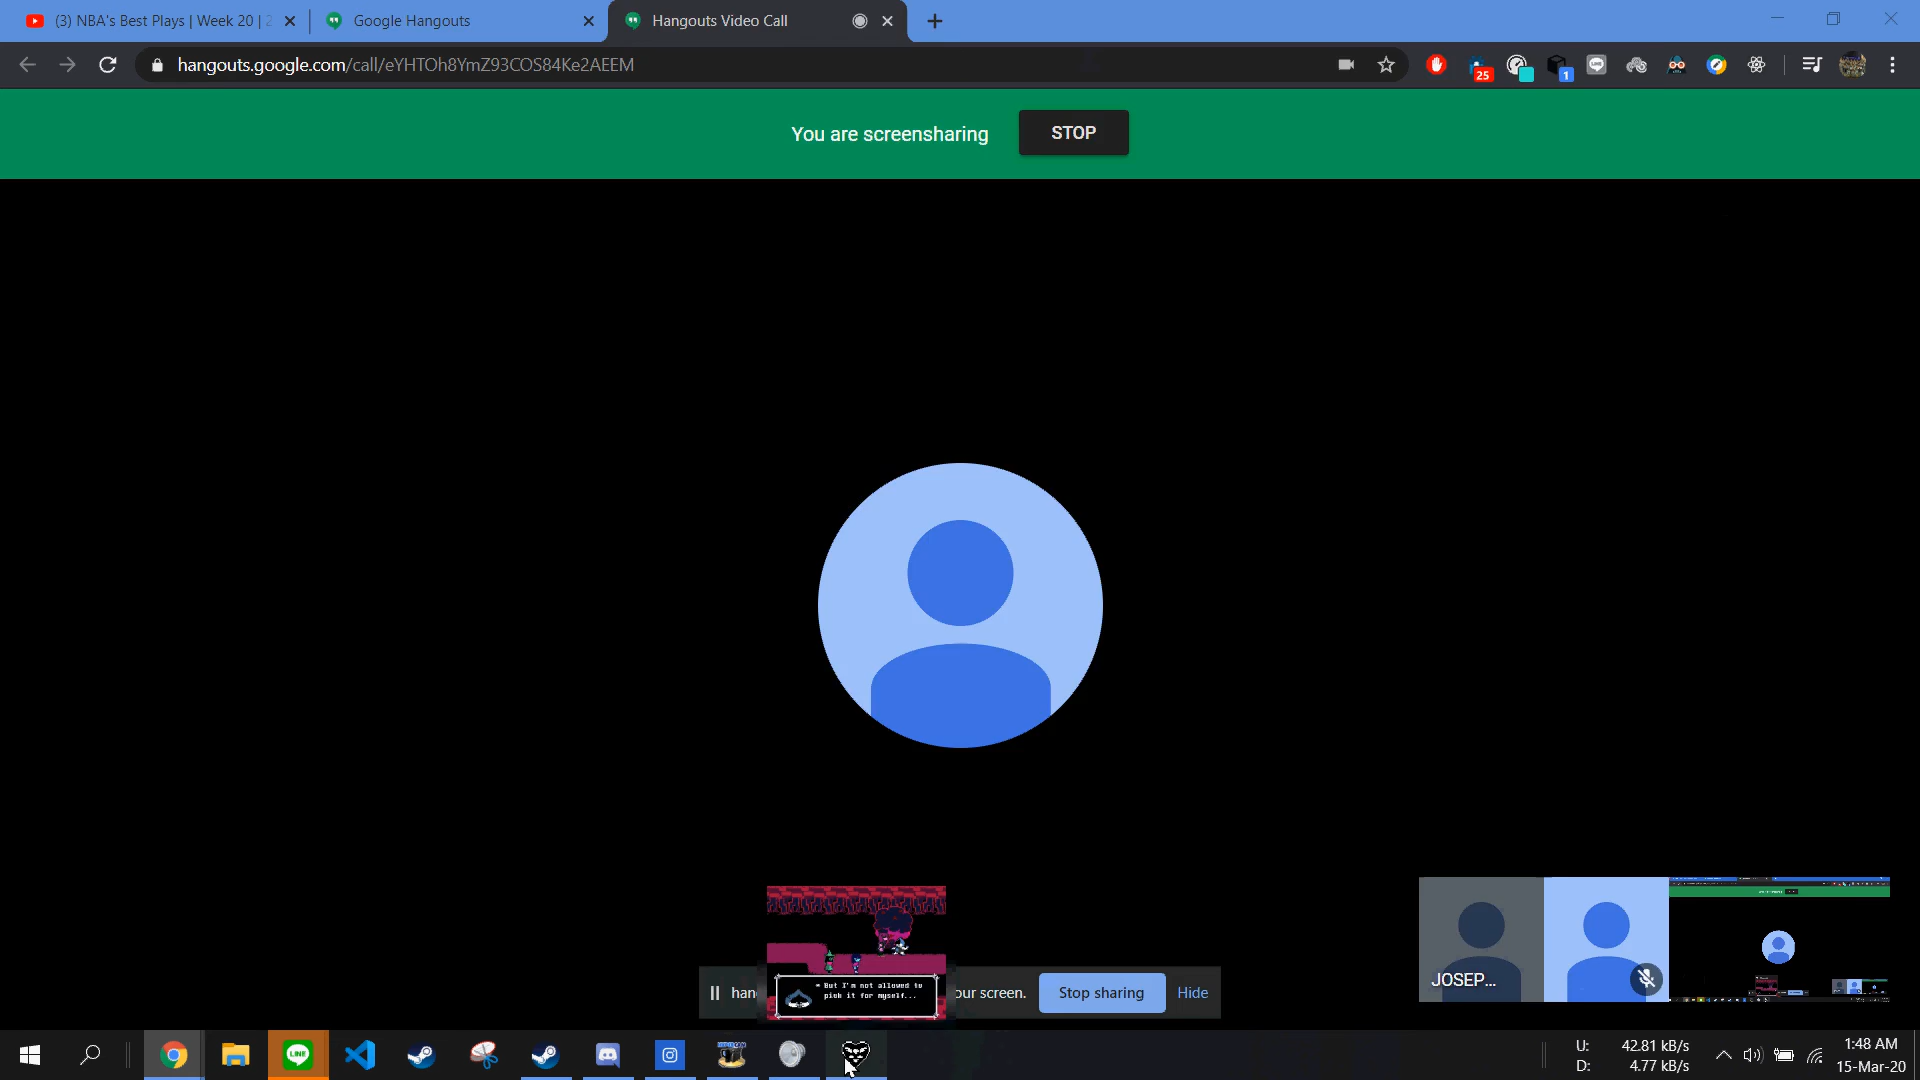 (3) NBA's Best Plays | Week 20 | 2
Google Hangouts
Hangouts Video Call
hangouts.google.com/call/eYHTOh8YmZ93COS84Ke2AEEM
25
1
You are screensharing
STOP
* But I'm not allowed to
pick it for myself...
han
our screen.
Stop sharing
Hide
JOSEP...
LINE
U: 42.81 kB/s
D: 4.77 kB/s
1:48 AM
15-Mar-20